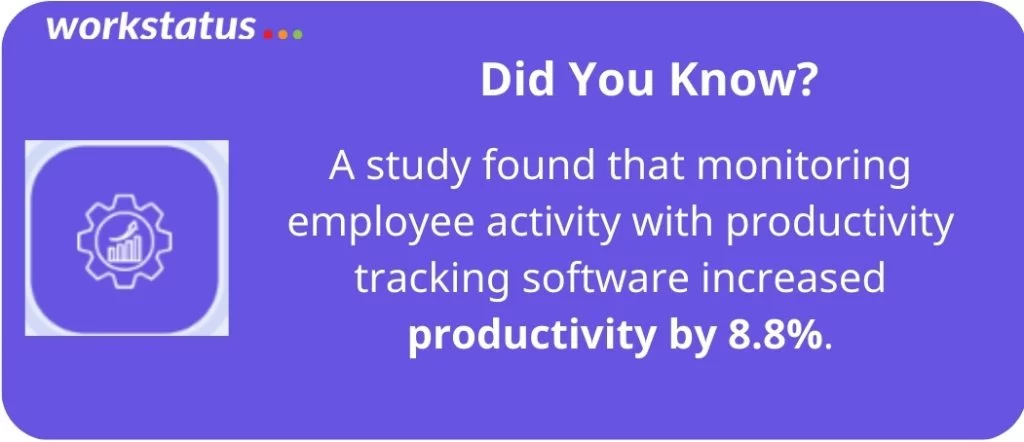 workstatus...
Did You Know?
A study found that monitoring
employee activity with productivity
tracking software increased
productivity by 8.8%.